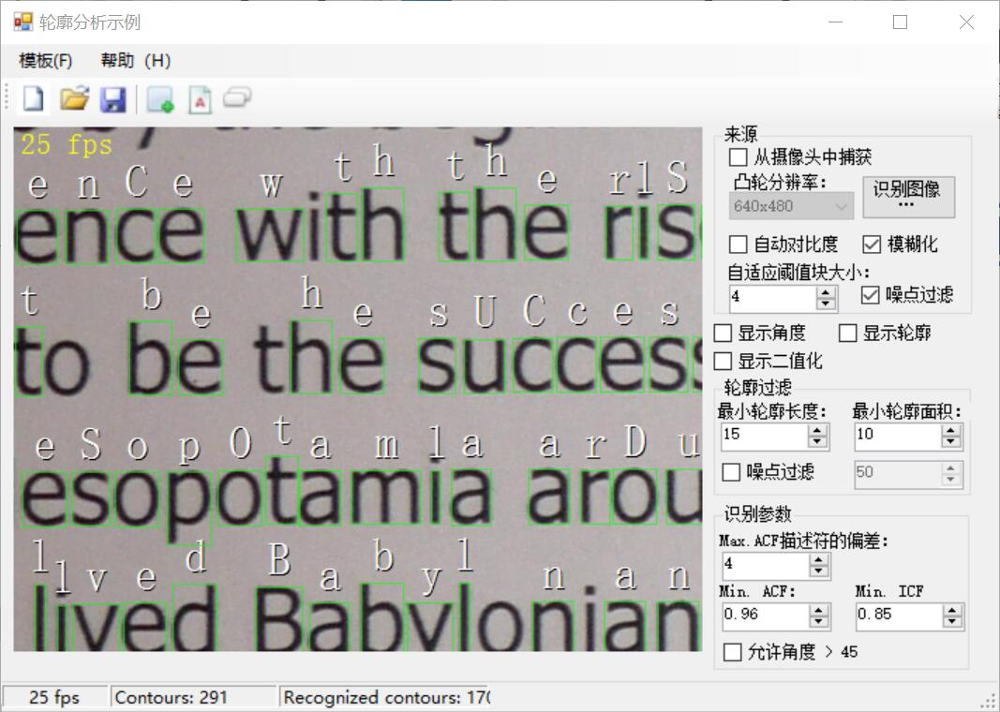 轮廓分析示例
模板(F) 帮助 (H)
25 fps
e n C e w t h t h e r l S
ence with the rise
t b e h e s U C c e s
to be the success
e S o p O t a m l a a r D u
esopotamia arou
l l v e d B a b y l n a n
lived Babylonian
来源
从摄像头中捕获
凸轮分辨率:
640x480
识别图像
...
自动对比度 模糊化
自适应阈值块大小:
4
噪点过滤
显示角度 显示轮廓
显示二值化
轮廓过滤
最小轮廓长度: 最小轮廓面积:
15 10
噪点过滤 50
识别参数
Max.ACF描述符的偏差:
4
Min. ACF: Min. ICF
0.96 0.85
允许角度 > 45
25 fps Contours: 291 Recognized contours: 170